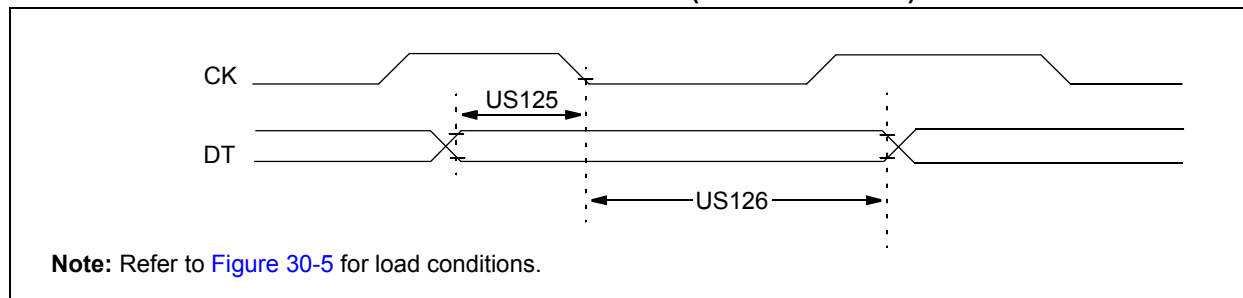 CK
US125
DT
US126
Note: Refer to Figure 30-5 for load conditions.